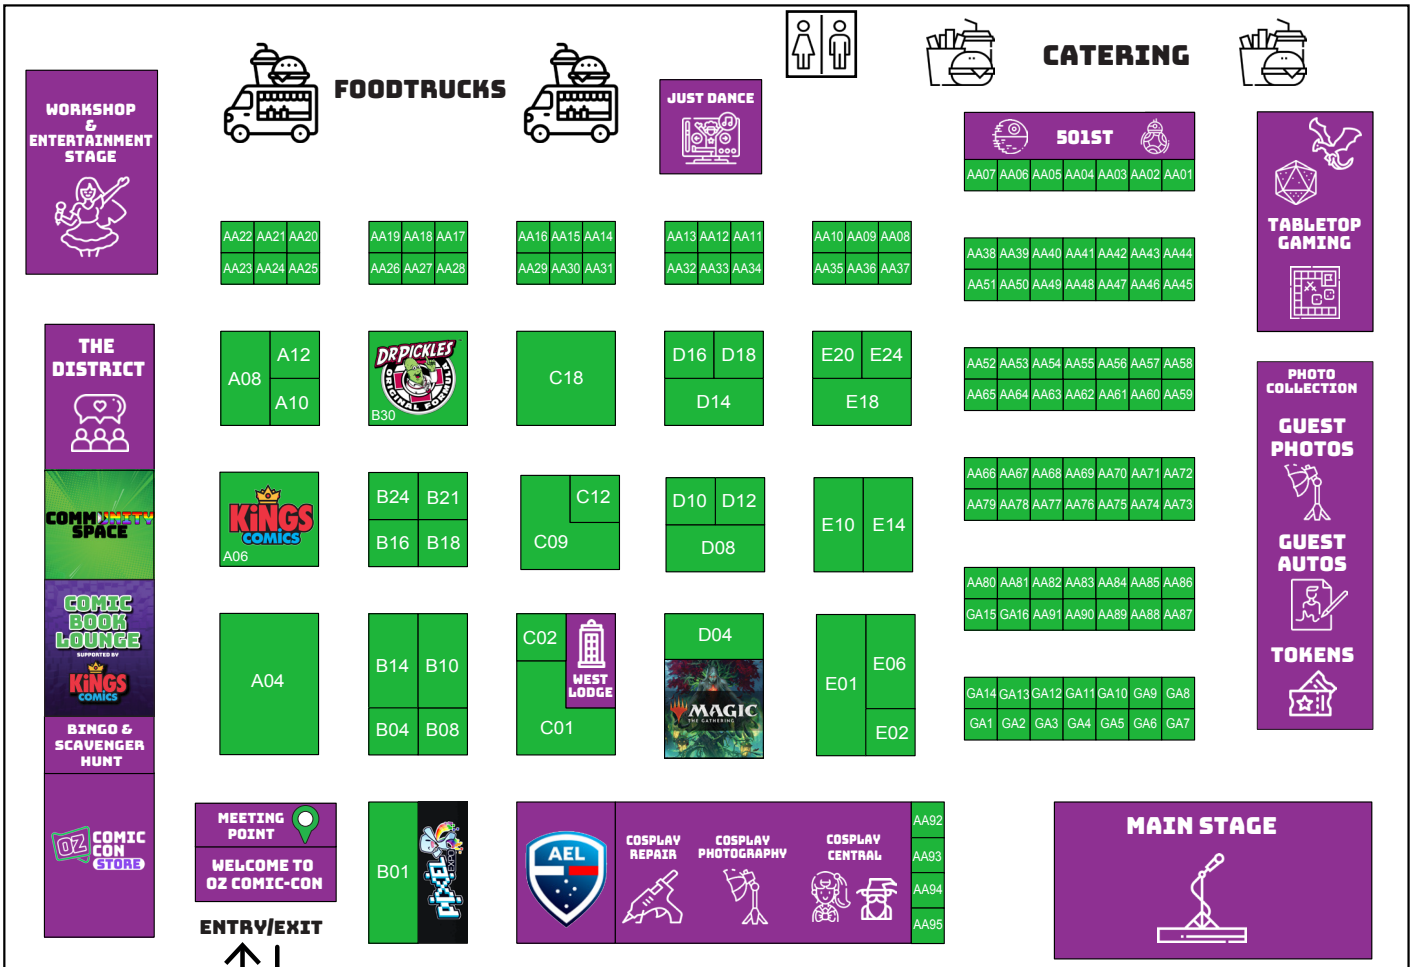 FOODTRUCKS
CATERING
WORKSHOP
&
ENTERTAINMENT
STAGE
JUST DANCE
501ST
AA07 AA06 AA05 AA04 AA03 AA02 AA01
TABLETOP
GAMING
AA22 AA21 AA20
AA23 AA24 AA25
AA19 AA18 AA17
AA26 AA27 AA28
AA16 AA15 AA14
AA29 AA30 AA31
AA13 AA12 AA11
AA32 AA33 AA34
AA10 AA09 AA08
AA35 AA36 AA37
AA38 AA39 AA40 AA41 AA42 AA43 AA44
AA51 AA50 AA49 AA48 AA47 AA46 AA45
THE
DISTRICT
A08
A12
A10
DR PICKLES
ORIGINAL FORMULA
B30
C18
D16 D18
D14
E20 E24
E18
AA52 AA53 AA54 AA55 AA56 AA57 AA58
AA65 AA64 AA63 AA62 AA61 AA60 AA59
PHOTO
COLLECTION
GUEST
PHOTOS
GUEST
AUTOS
TOKENS
COMMUNITY
SPACE
KINGS
COMICS
A06
B24 B21
B16 B18
C12
C09
D10 D12
D08
E10 E14
AA66 AA67 AA68 AA69 AA70 AA71 AA72
AA79 AA78 AA77 AA76 AA75 AA74 AA73
COMIC
BOOK
LOUNGE
SUPPORTED BY
KINGS
COMICS
AA80 AA81 AA82 AA83 AA84 AA85 AA86
GA15 GA16 AA91 AA90 AA89 AA88 AA87
A04
B14 B10
B04 B08
C02
WEST
LODGE
C01
D04
MAGIC
THE GATHERING
E01
E06
E02
GA14 GA13 GA12 GA11 GA10 GA9 GA8
GA1 GA2 GA3 GA4 GA5 GA6 GA7
BINGO &
SCAVENGER
HUNT
OZ COMIC
CON
STORE
MEETING
POINT
WELCOME TO
OZ COMIC-CON
ENTRY/EXIT
B01
PIXEL
EXPO
AEL
COSPLAY
REPAIR
COSPLAY
PHOTOGRAPHY
COSPLAY
CENTRAL
AA92
AA93
AA94
AA95
MAIN STAGE